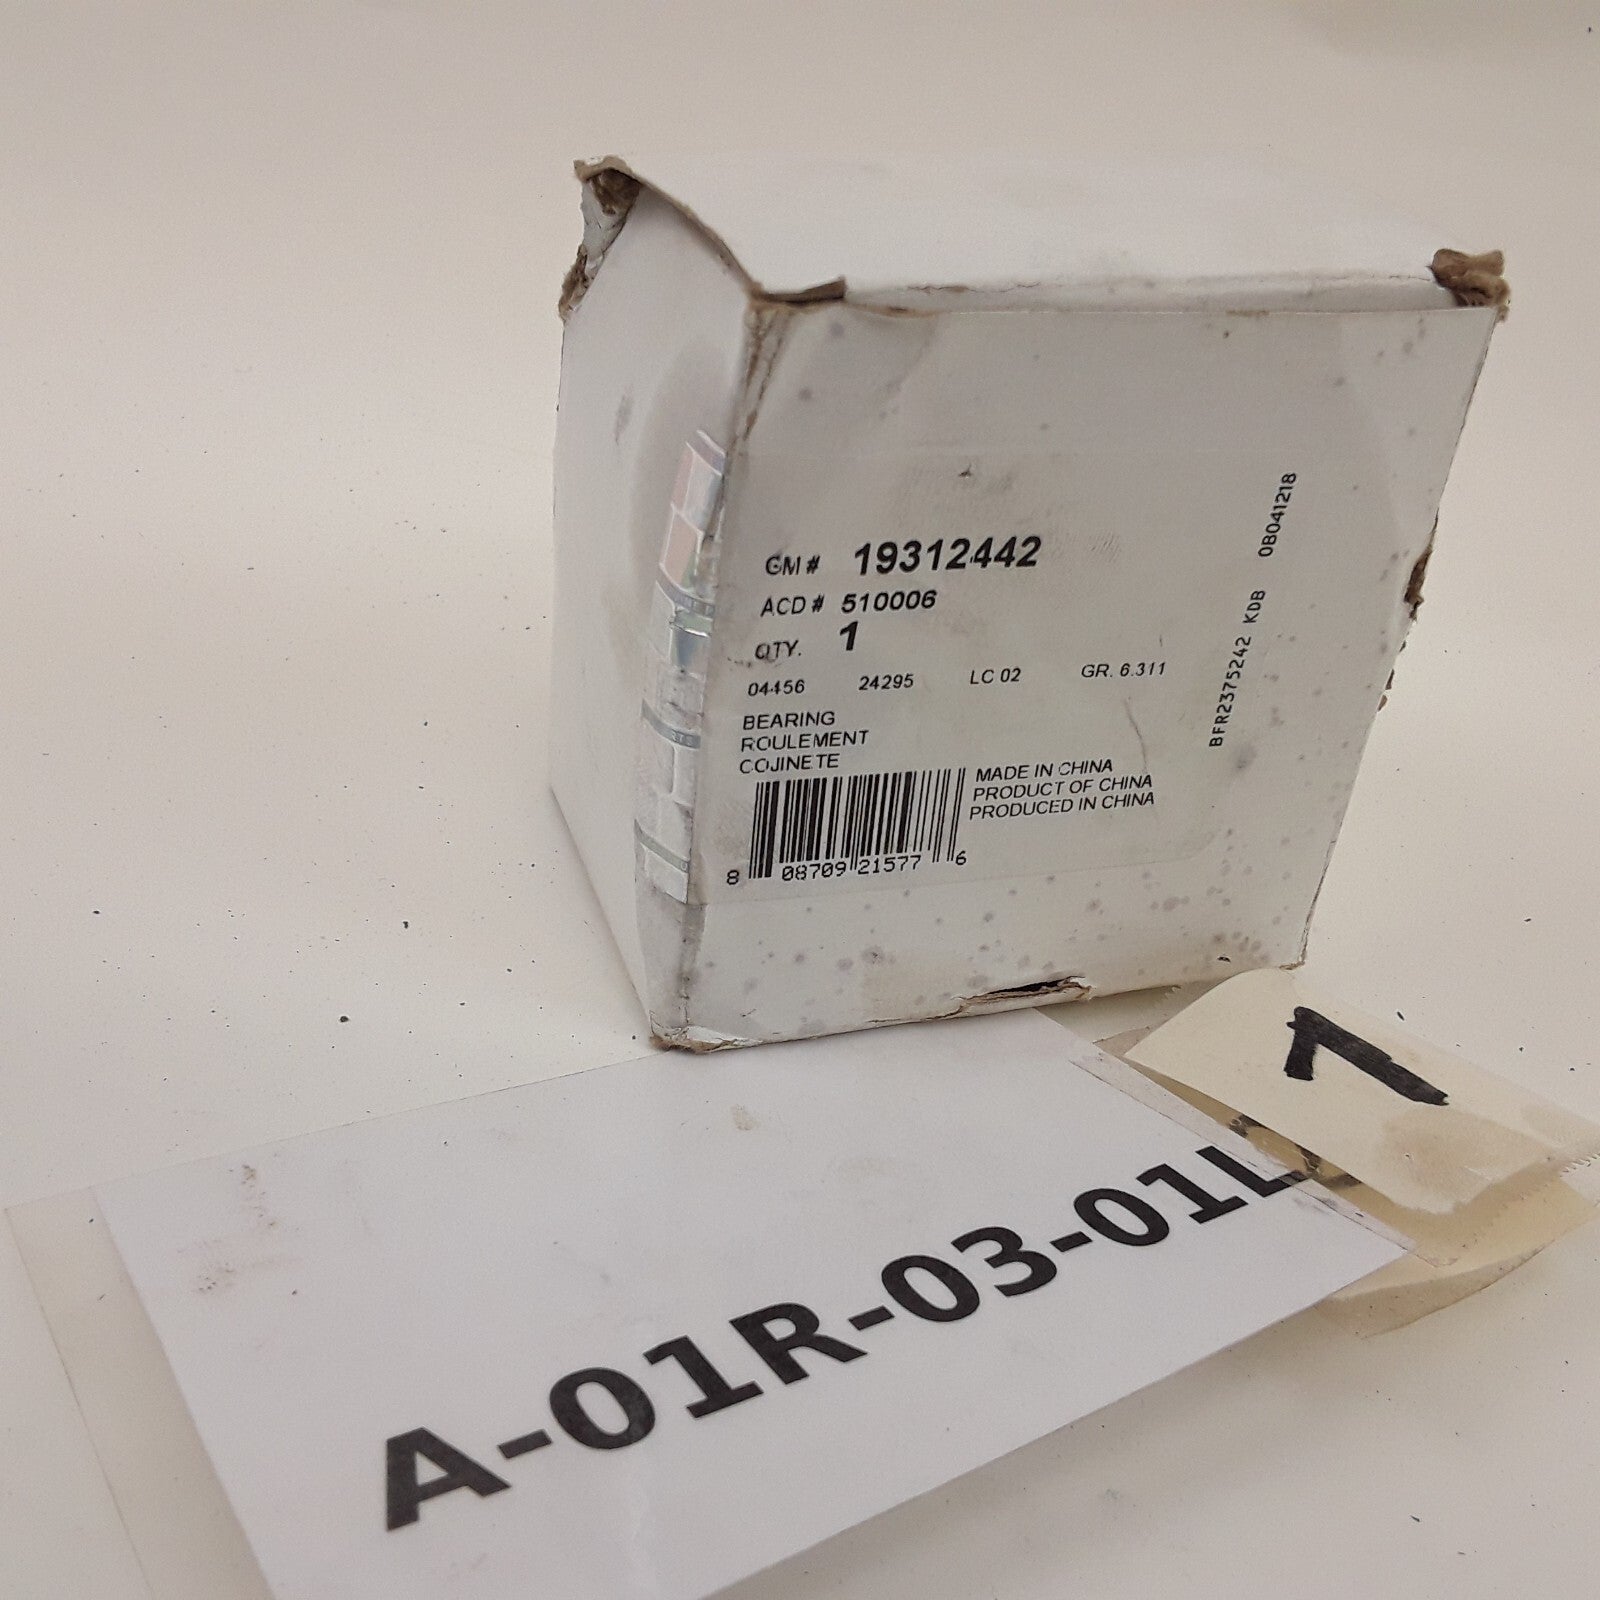 GM # 19312442
ACD # 510006
QTY. 1
04456 24295 LC 02 GR. 6.311
BEARING
ROULEMENT
COJINETE
MADE IN CHINA
PRODUCT OF CHINA
PRODUCED IN CHINA
8 08709 21577 6
BFR2375242 KDB 0B041218
1
A-01R-03-01L